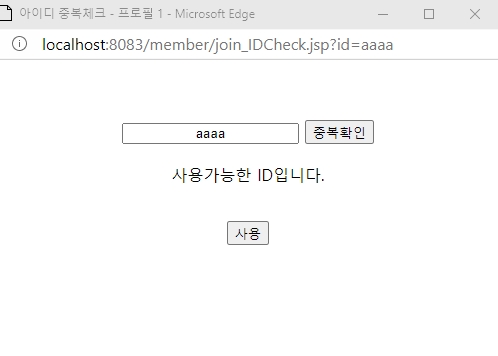 아이디 중복체크 - 프로필 1 - Microsoft Edge
localhost:8083/member/join_IDCheck.jsp?id=aaaa
aaaa 중복확인
사용가능한 ID입니다.
사용